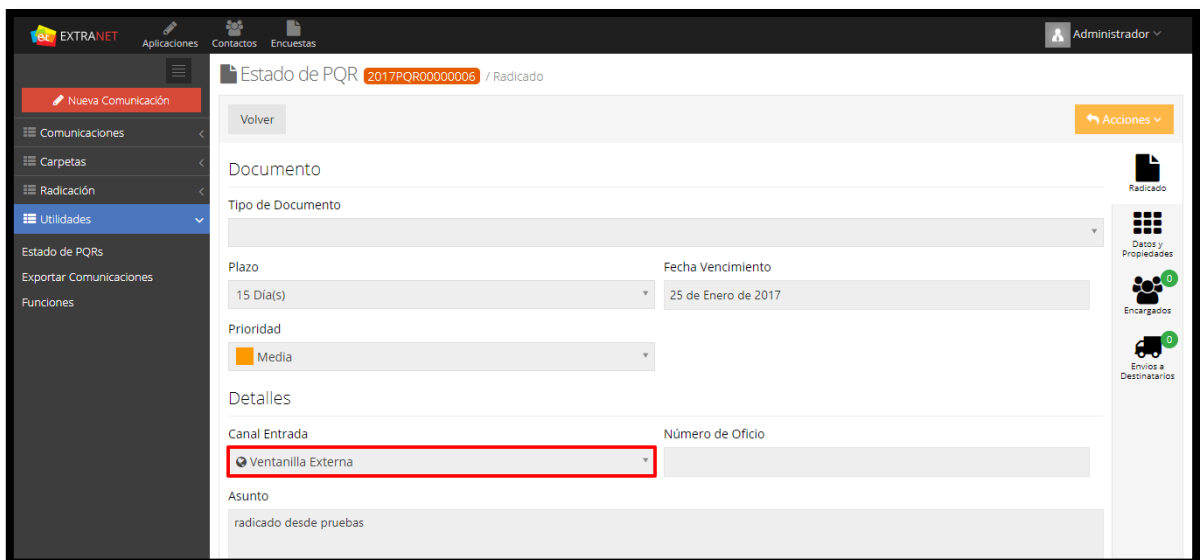 et EXTRANET
Aplicaciones
Contactos
Encuestas
Administrador
Nueva Comunicación
Comunicaciones
Carpetas
Radicación
Utilidades
Estado de PQRs
Exportar Comunicaciones
Funciones
Estado de PQR 2017PQR00000006 / Radicado
Volver
Acciones
Documento
Tipo de Documento
Plazo
Fecha Vencimiento
15 Día(s)
25 de Enero de 2017
Prioridad
Media
Detalles
Canal Entrada
Número de Oficio
Ventanilla Externa
Asunto
radicado desde pruebas
Radicado
Datos y
Propiedades
0
Encargados
0
Envios a
Destinatarios